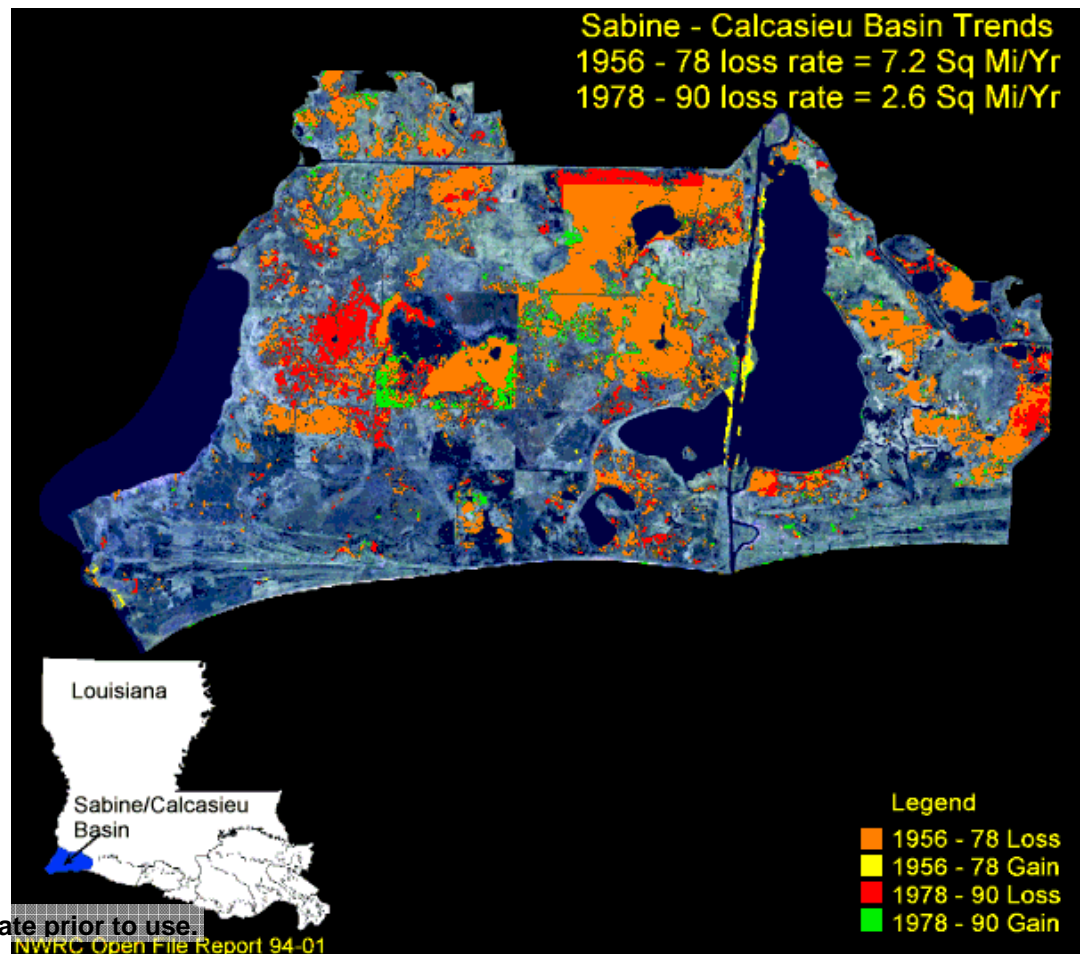 Sabine - Calcasieu Basin Trends
1956 - 78 loss rate = 7.2 Sq Mi/Yr
1978 - 90 loss rate = 2.6 Sq Mi/Yr
Louisiana
Sabine/Calcasieu
Basin
Legend
1956 - 78 Loss
1956 - 78 Gain
1978 - 90 Loss
1978 - 90 Gain
ate prior to use.
NWRC Open File Report 94-01